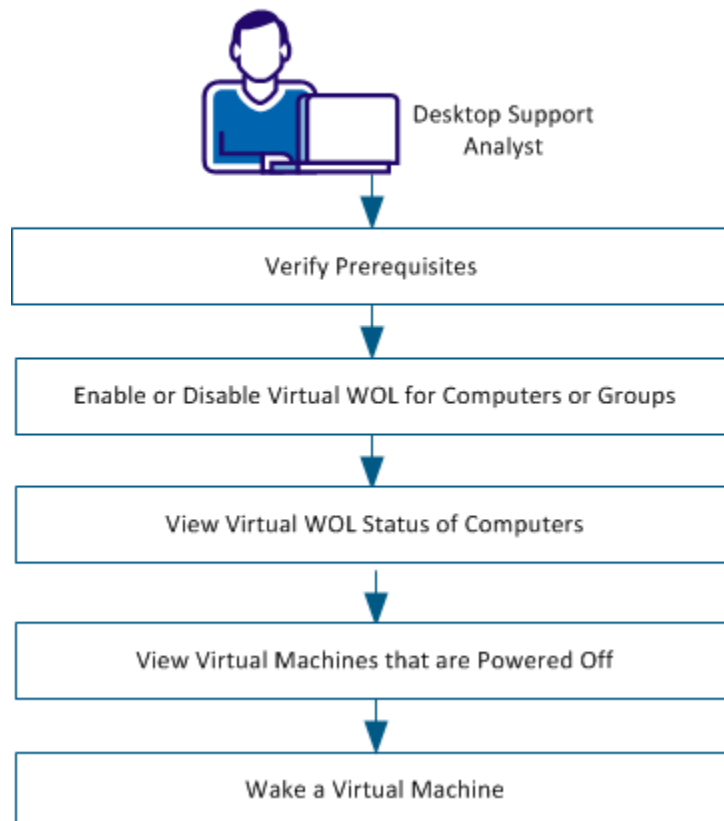 Desktop Support
Analyst
Verify Prerequisites
Enable or Disable Virtual WOL for Computers or Groups
View Virtual WOL Status of Computers
View Virtual Machines that are Powered Off
Wake a Virtual Machine